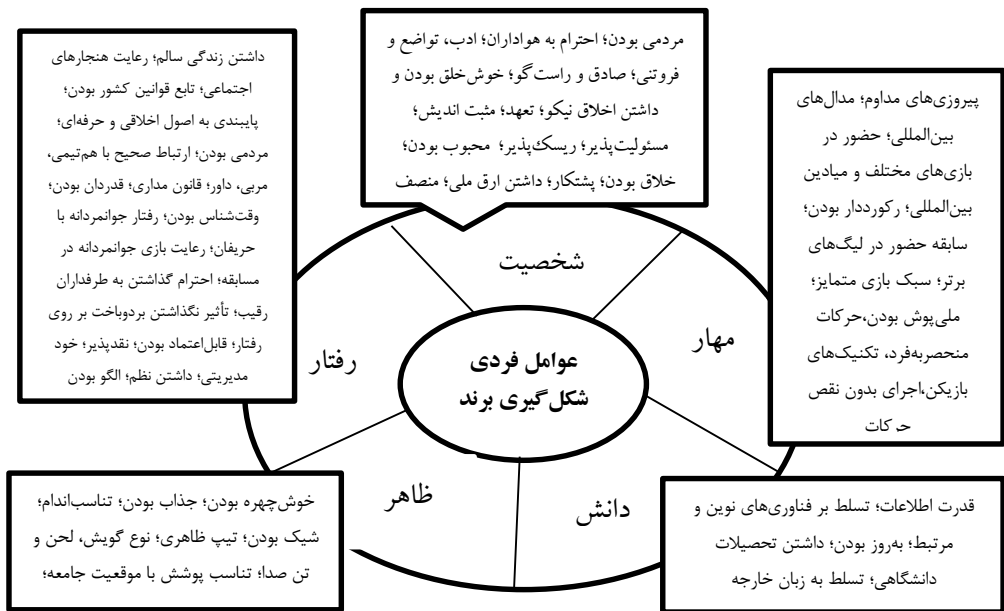 مردمی بودن؛ احترام به هواداران؛ ادب، تواضع و
فروتنی؛ صادق و راست‌گو؛ خوش‌خلق بودن و
داشتن اخلاق نیکو؛ تعهد؛ مثبت اندیش؛
مسئولیت‌پذیر؛ ریسک‌پذیر؛ محبوب بودن؛
خلاق بودن؛ پشتکار؛ داشتن ارق ملی؛ منصف
پیروزی‌های مداوم؛ مدال‌های
بین‌المللی؛ حضور در
بازی‌های مختلف و میادین
بین‌المللی؛ رکورددار بودن؛
سابقه حضور در لیگ‌های
برتر؛ سبک بازی متمایز؛
ملی‌پوش بودن،حرکات
منحصربه‌فرد، تکنیک‌های
بازیکن،اجرای بدون نقص
حرکات
داشتن زندگی سالم؛ رعایت هنجارهای
اجتماعی؛ تابع قوانین کشور بودن؛
پایبندی به اصول اخلاقی و حرفه‌ای؛
مردمی بودن؛ ارتباط صحیح با هم‌تیمی،
مربی، داور؛ قانون مداری؛ قدردان بودن؛
وقت‌شناس بودن؛ رفتار جوانمردانه با
حریفان؛ رعایت بازی جوانمردانه در
مسابقه؛ احترام گذاشتن به طرفداران
رقیب؛ تأثیر نگذاشتن بردوباخت بر روی
رفتار؛ قابل‌اعتماد بودن؛ نقدپذیر؛ خود
مدیریتی؛ داشتن نظم؛ الگو بودن
شخصیت
مهار
رفتار
عوامل فردی
شکل‌گیری برند
ظاهر
دانش
قدرت اطلاعات؛ تسلط بر فناوری‌های نوین و
مرتبط؛ به‌روز بودن؛ داشتن تحصیلات
دانشگاهی؛ تسلط به زبان خارجه
خوش‌چهره بودن؛ جذاب بودن؛ تناسب‌اندام؛
شیک بودن؛ تیپ ظاهری؛ نوع گویش، لحن و
تن صدا؛ تناسب پوشش با موقعیت جامعه؛